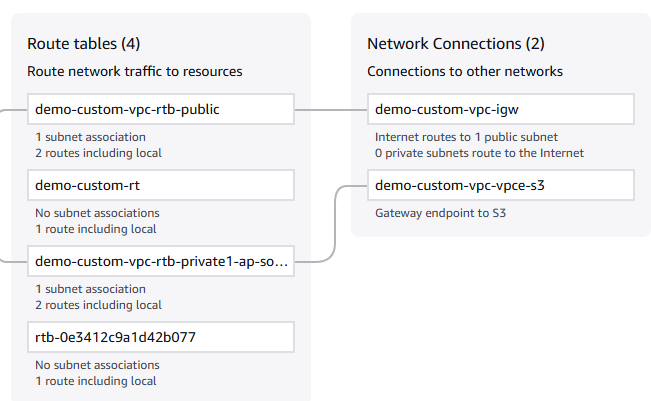 Route tables (4)
Route network traffic to resources
demo-custom-vpc-rtb-public
1 subnet association
2 routes including local
demo-custom-rt
No subnet associations
1 route including local
demo-custom-vpc-rtb-private1-ap-so...
1 subnet association
2 routes including local
rtb-0e3412c9a1d42b077
No subnet associations
1 route including local
Network Connections (2)
Connections to other networks
demo-custom-vpc-igw
Internet routes to 1 public subnet
0 private subnets route to the Internet
demo-custom-vpc-vpce-s3
Gateway endpoint to S3